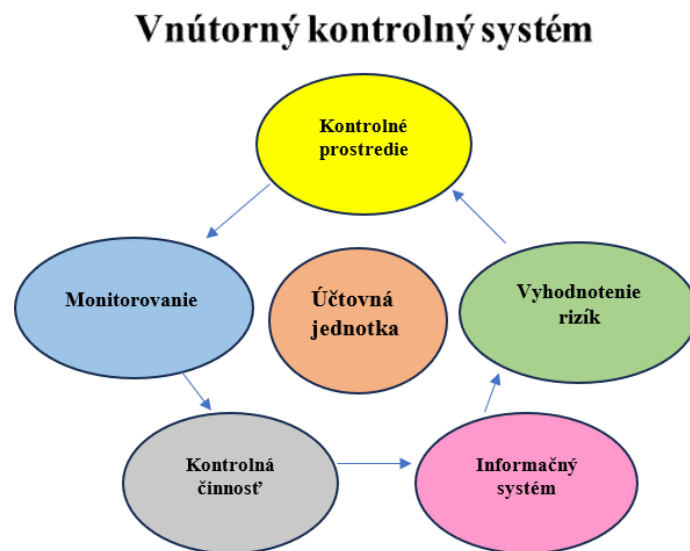 Vnútorný kontrolný systém
Kontrolné
prostredie
Monitorovanie
Účtovná
jednotka
Vyhodnotenie
rizík
Kontrolná
činnosť
Informačný
systém